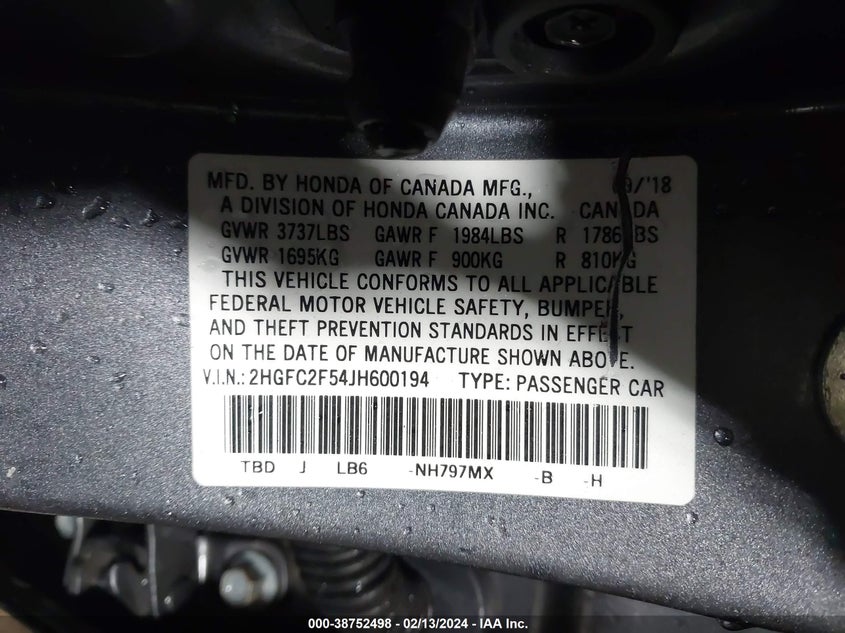 MFD. BY HONDA OF CANADA MFG., /'18
A DIVISION OF HONDA CANADA INC. CANADA
GVWR 3737LBS GAWR F 1984LBS R 1786LBS
GVWR 1695KG GAWR F 900KG R 810KG
THIS VEHICLE CONFORMS TO ALL APPLICABLE
FEDERAL MOTOR VEHICLE SAFETY, BUMPER,
AND THEFT PREVENTION STANDARDS IN EFFECT
ON THE DATE OF MANUFACTURE SHOWN ABOVE.
V.I.N.: 2HGFC2F54JH600194 TYPE: PASSENGER CAR
TBD J LB6 -NH797MX -B -H
000-38752498 - 02/13/2024 - IAA Inc.